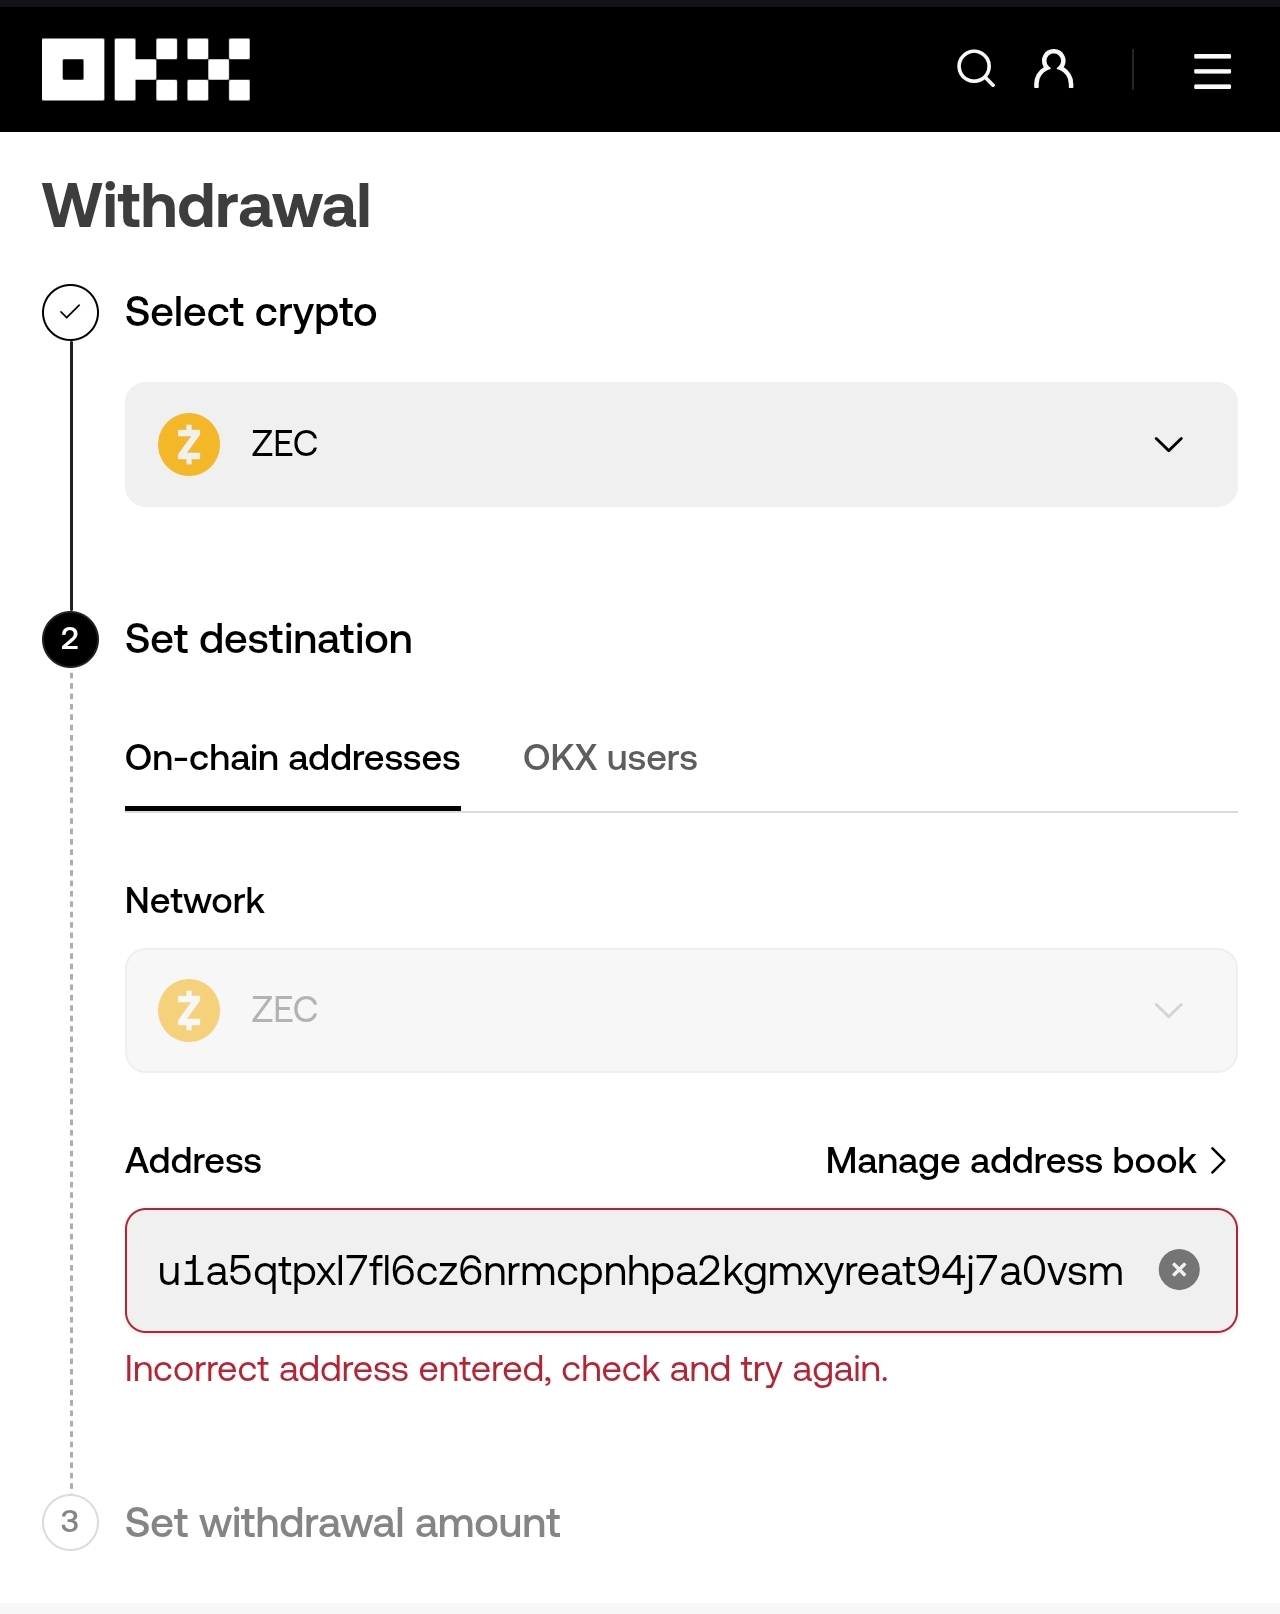 OKX
Withdrawal
Select crypto
ZEC
2
Set destination
On-chain addresses OKX users
Network
ZEC
Address Manage address book
u1a5qtpxl7fl6cz6nrmcpnhpa2kgmxyreat94j7a0vsm
Incorrect address entered, check and try again.
3
Set withdrawal amount